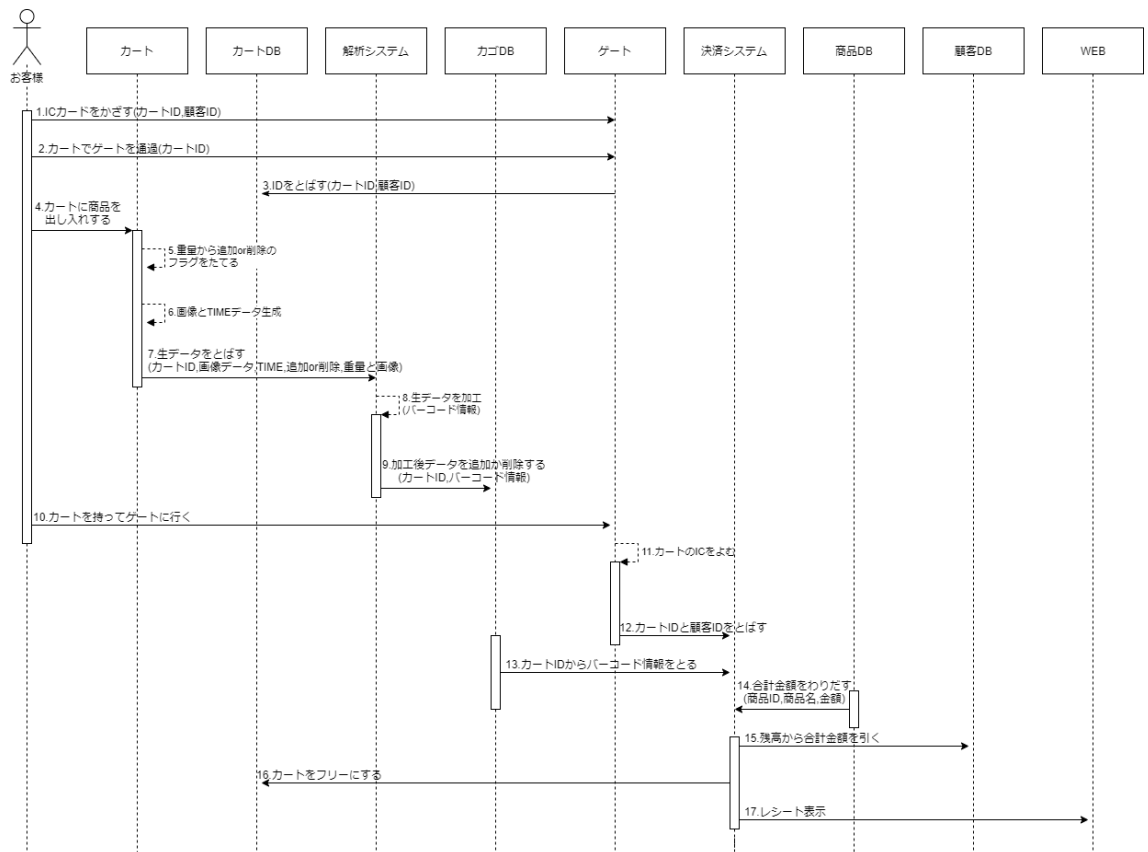 お客様
カート
カートDB
解析システム
カゴDB
ゲート
決済システム
商品DB
顧客DB
WEB
1.ICカードをかざす(カートID,顧客ID)
2.カートでゲートを通過(カートID)
3.IDをとばす(カートID,顧客ID)
4.カートに商品を
出し入れする
5.重量から追加or削除の
フラグをたてる
6.画像とTIMEデータ生成
7.生データをとばす
(カートID,画像データ,TIME,追加or削除,重量と画像)
8.生データを加工
(バーコード情報)
9.加工後データを追加か削除する
(カートID,バーコード情報)
10.カートを持ってゲートに行く
11.カートのICをよむ
12.カートIDと顧客IDをとばす
13.カートIDからバーコード情報をとる
14.合計金額をわりだす
(商品ID,商品名,金額)
15.残高から合計金額を引く
16.カートをフリーにする
17.レシート表示